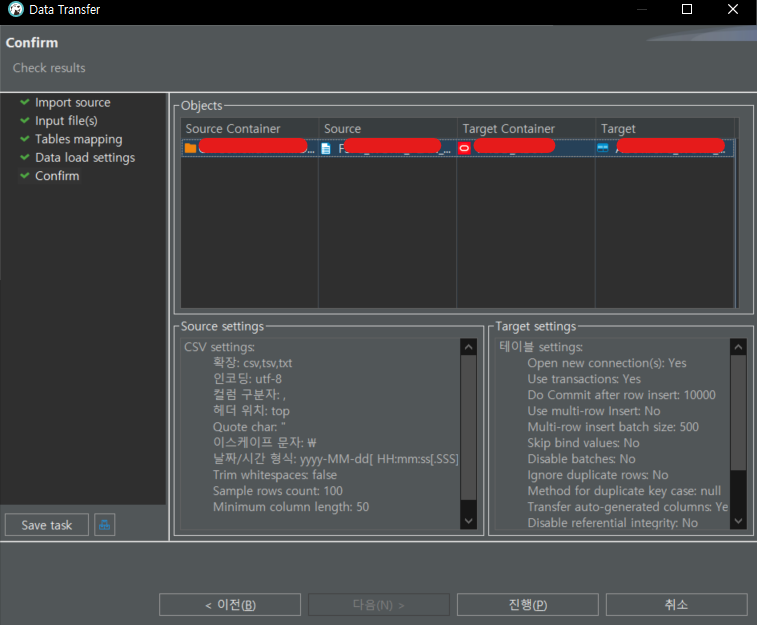 Data Transfer
Confirm
Check results
Import source
Input file(s)
Tables mapping
Data load settings
Confirm
Objects
Source Container Source Target Container Target
Source settings
CSV settings:
확장: csv,tsv,txt
인코딩: utf-8
컬럼 구분자: ,
헤더 위치: top
Quote char: "
이스케이프 문자: ₩
날짜/시간 형식: yyyy-MM-dd[ HH:mm:ss[.SSS]
Trim whitespaces: false
Sample rows count: 100
Minimum column length: 50
Target settings
테이블 settings:
Open new connection(s): Yes
Use transactions: Yes
Do Commit after row insert: 10000
Use multi-row Insert: No
Multi-row insert batch size: 500
Skip bind values: No
Disable batches: No
Ignore duplicate rows: No
Method for duplicate key case: null
Transfer auto-generated columns: Ye
Disable referential integrity: No
Save task
< 이전(B) 다음(N) > 진행(P) 취소